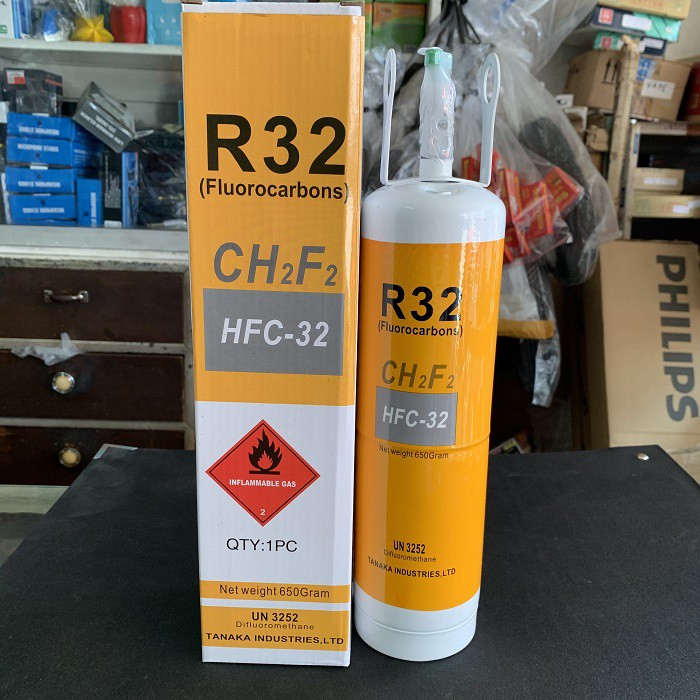 R32
(Fluorocarbons)
CH2F2
HFC-32
INFLAMMABLE GAS
2
QTY:1PC
Net weight 650Gram
UN 3252
Difluoromethane
TANAKA INDUSTRIES,LTD
R32
(Fluorocarbons)
CH2F2
HFC-32
Net weight 650Gram
UN 3252
Difluoromethane
TANAKA INDUSTRIES,LTD
PHILIPS